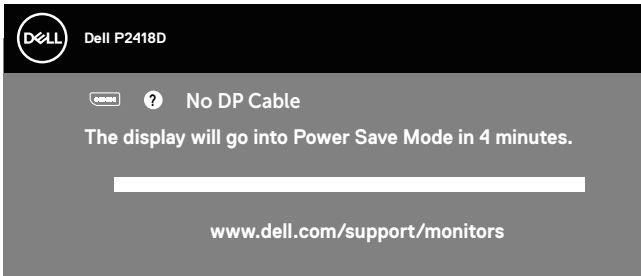 DELL
Dell P2418D
? No DP Cable
The display will go into Power Save Mode in 4 minutes.
www.dell.com/support/monitors